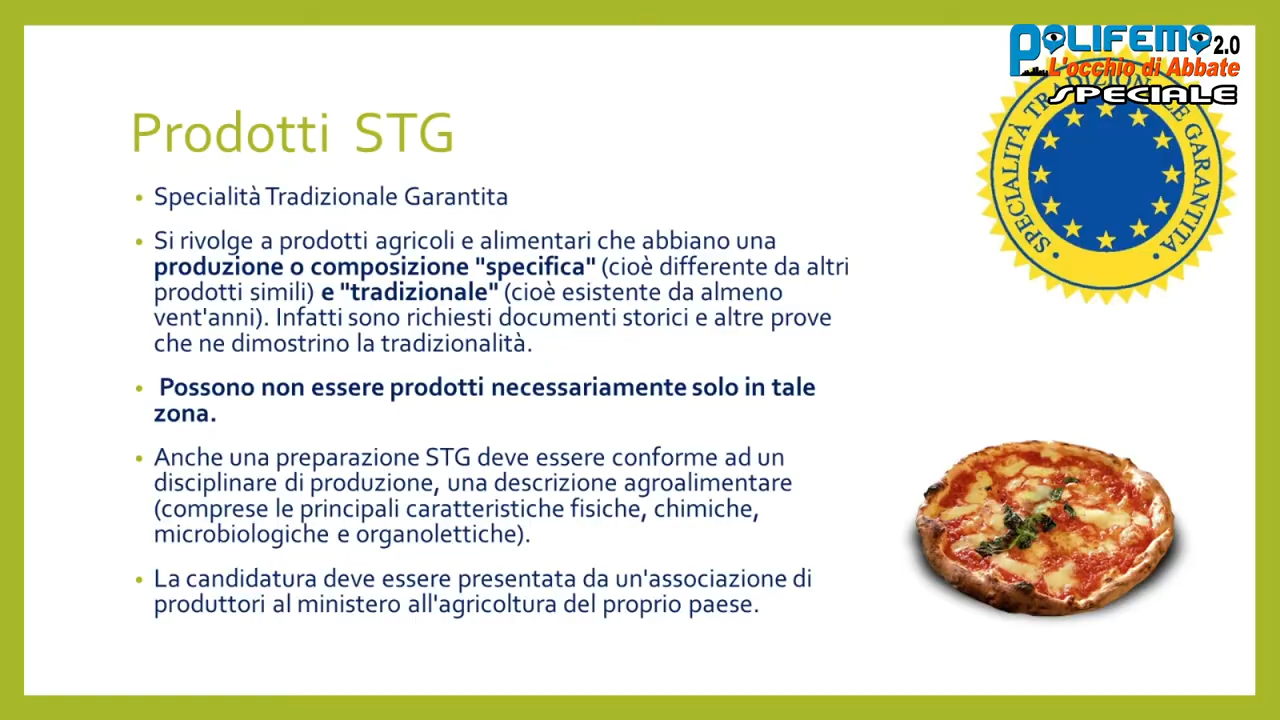 POLIFEMO 2.0
L'occhio di Abbate
SPECIALE
SPECIALITÀ TRADIZIONALE GARANTITA
Prodotti STG
• Specialità Tradizionale Garantita
• Si rivolge a prodotti agricoli e alimentari che abbiano una
produzione o composizione "specifica" (cioè differente da altri
prodotti simili) e "tradizionale" (cioè esistente da almeno
vent'anni). Infatti sono richiesti documenti storici e altre prove
che ne dimostrino la tradizionalità.
• Possono non essere prodotti necessariamente solo in tale
zona.
• Anche una preparazione STG deve essere conforme ad un
disciplinare di produzione, una descrizione agroalimentare
(comprese le principali caratteristiche fisiche, chimiche,
microbiologiche e organolettiche).
• La candidatura deve essere presentata da un'associazione di
produttori al ministero all'agricoltura del proprio paese.